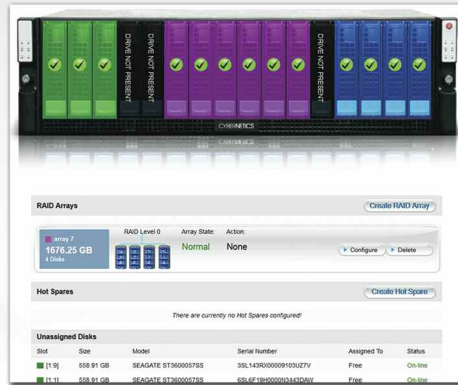 DRIVE NOT PRESENT
DRIVE NOT PRESENT
DRIVE NOT PRESENT
CYBERNETICS
RAID Arrays
Create RAID Array
array 7
1676.25 GB
4 Disks
RAID Level 0
Array State:
Normal
Action:
None
Configure
Delete
Hot Spares
Create Hot Spare
There are currently no Hot Spares configured!
Unassigned Disks
Slot Size Model Serial Number Assigned To Status
[1:9] 558.91 GB SEAGATE ST3600057SS 3SL143RX00009103UZ7V Free On-line
[1:1] 558.91 GB SEAGATE ST3600057SS 6SL6F19H0000N3443DAW Free On-line